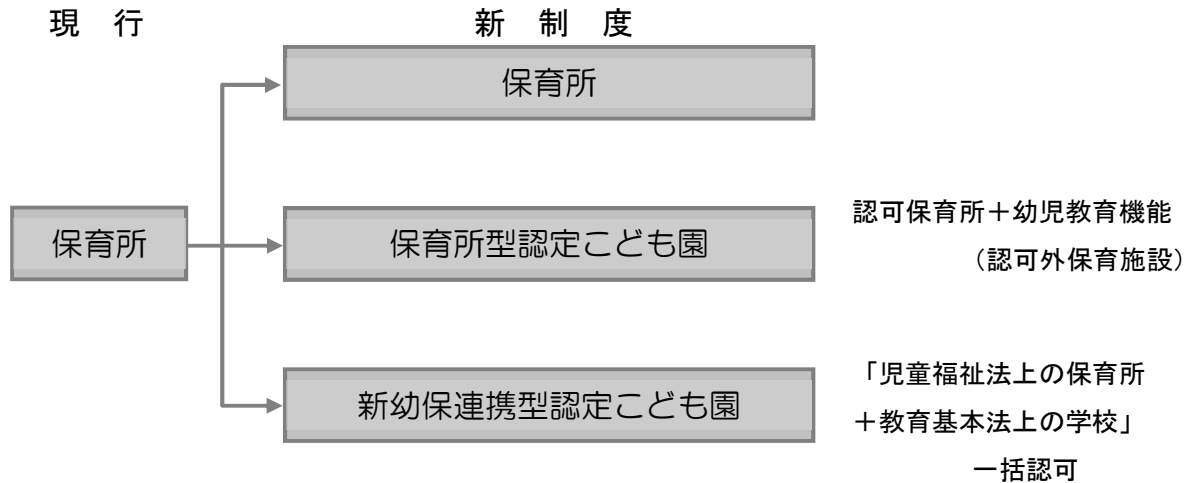 現 行
新 制 度
保育所
保育所
保育所型認定こども園
認可保育所＋幼児教育機能
（認可外保育施設）
新幼保連携型認定こども園
「児童福祉法上の保育所
＋教育基本法上の学校」
一括認可